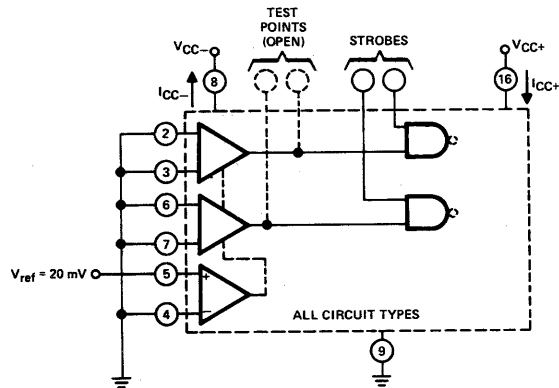 TEST
POINTS
(OPEN)
STROBES
VCC–
VCC+
8
16
ICC–
ICC+
2
3
6
7
Vref = 20 mV
5
+
4
–
ALL CIRCUIT TYPES
9